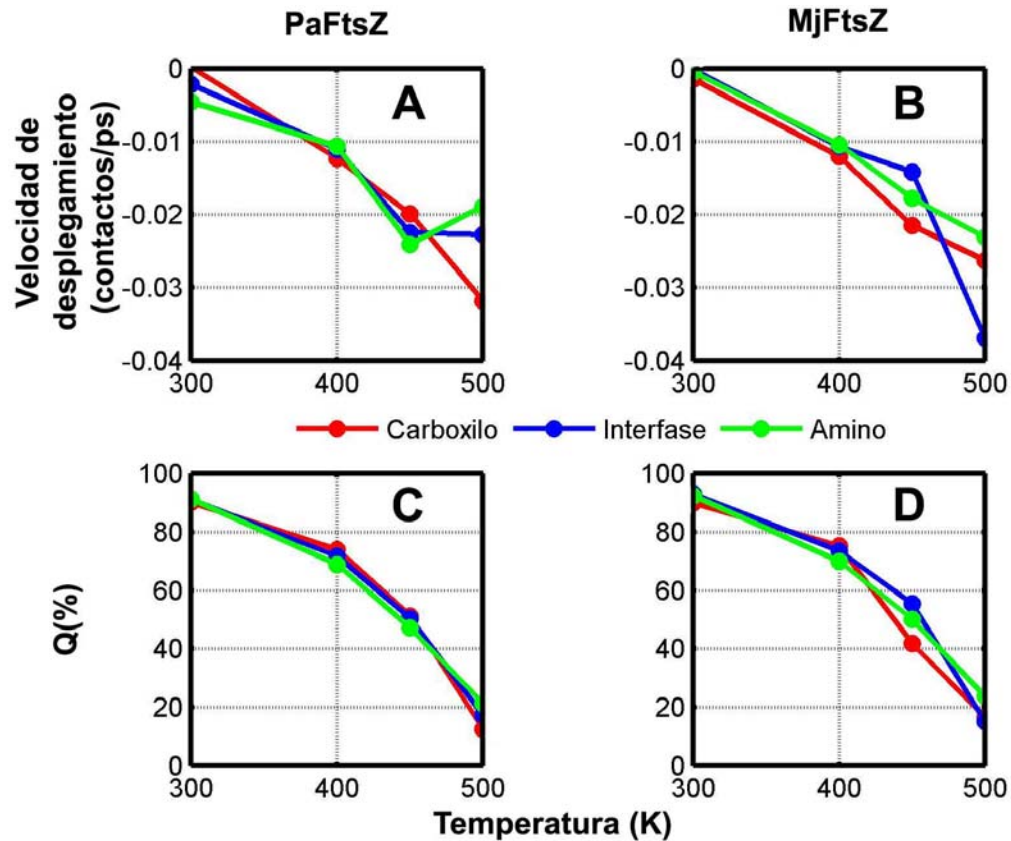 PaFtsZ
MjFtsZ
Velocidad de
desplegamiento
(contactos/ps)
0
-0.01
-0.02
-0.03
-0.04
A
300
400
500
0
-0.01
-0.02
-0.03
-0.04
B
300
400
500
Carboxilo
Interfase
Amino
Q(%)
100
80
60
40
20
0
C
300
400
500
100
80
60
40
20
0
D
300
400
500
Temperatura (K)